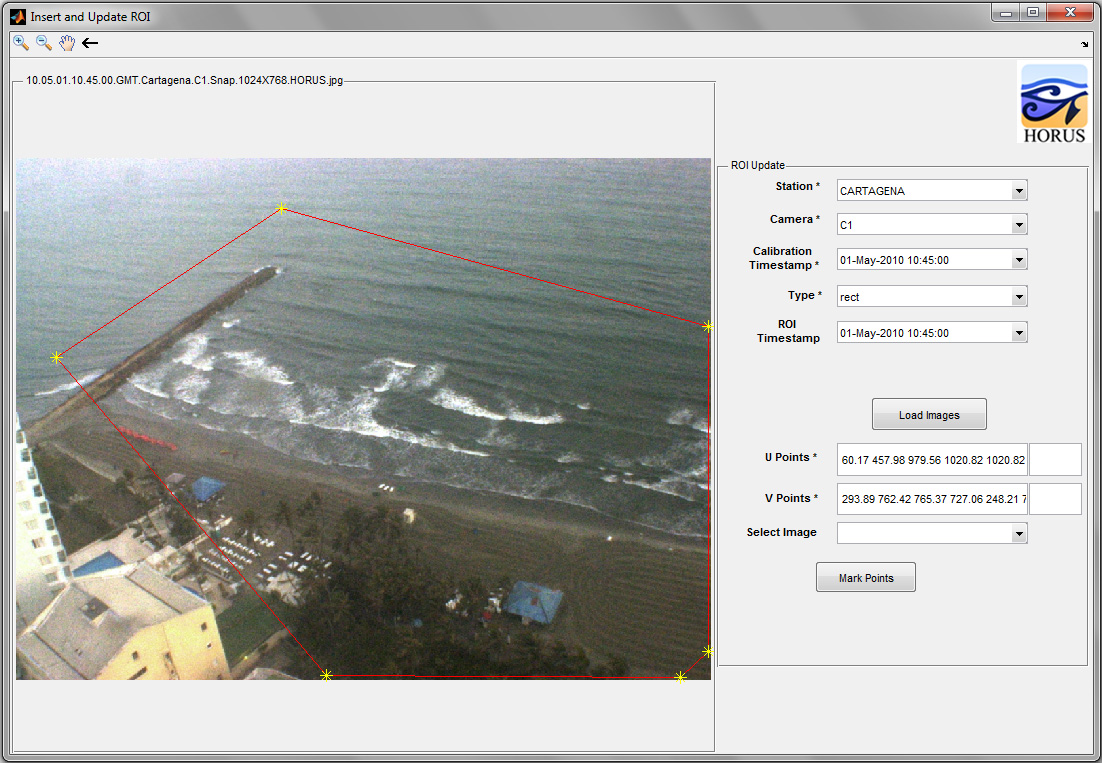 Insert and Update ROI
10.05.01.10.45.00.GMT.Cartagena.C1.Snap.1024X768.HORUS.jpg
HORUS
ROI Update
Station * CARTAGENA
Camera * C1
Calibration
Timestamp * 01-May-2010 10:45:00
Type * rect
ROI
Timestamp 01-May-2010 10:45:00
Load Images
U Points * 60.17 457.98 979.56 1020.82 1020.82
V Points * 293.89 762.42 765.37 727.06 248.21 7
Select Image
Mark Points